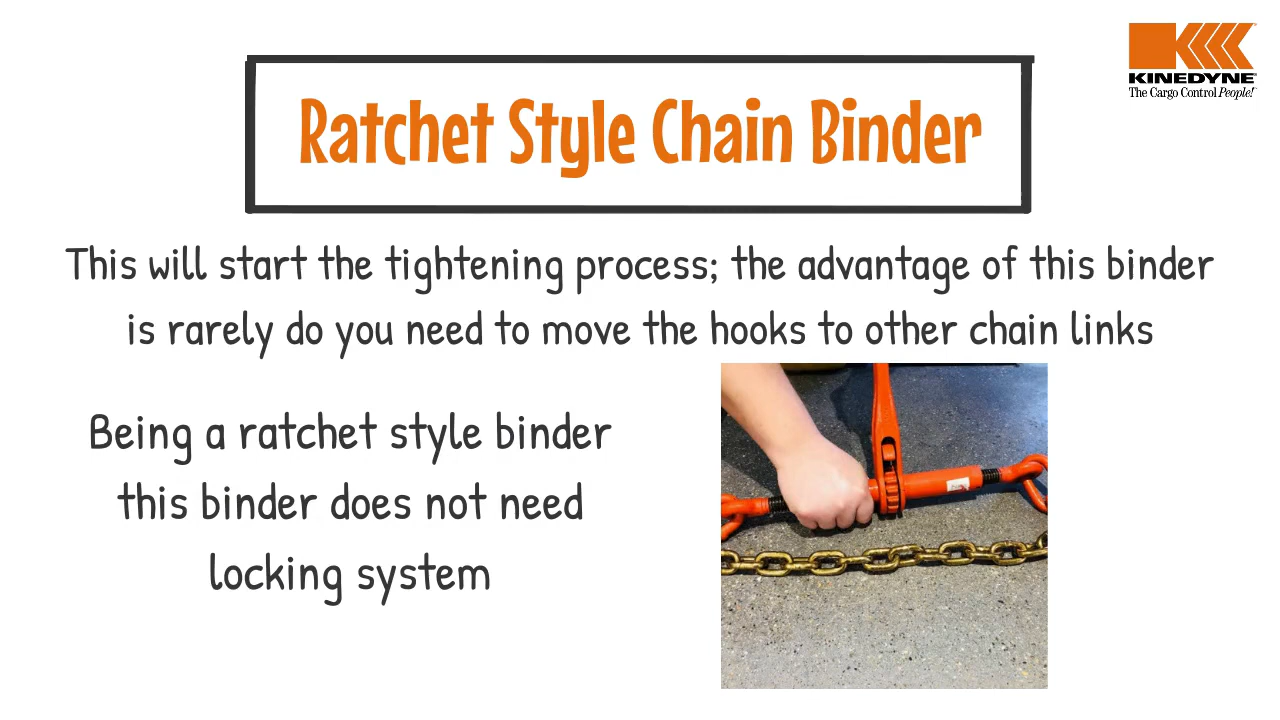 KINEDYNE
The Cargo Control People!
Ratchet Style Chain Binder
This will start the tightening process; the advantage of this binder
is rarely do you need to move the hooks to other chain links
Being a ratchet style binder
this binder does not need
locking system